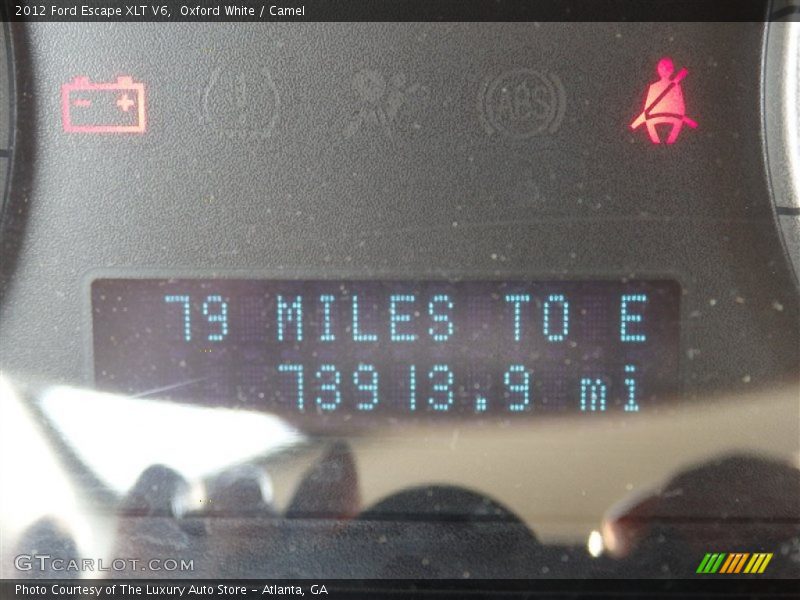 2012 Ford Escape XLT V6, Oxford White / Camel
ABS
79 MILES TO E
73913.9 mi
GTCARLOT.COM
Photo Courtesy of The Luxury Auto Store - Atlanta, GA